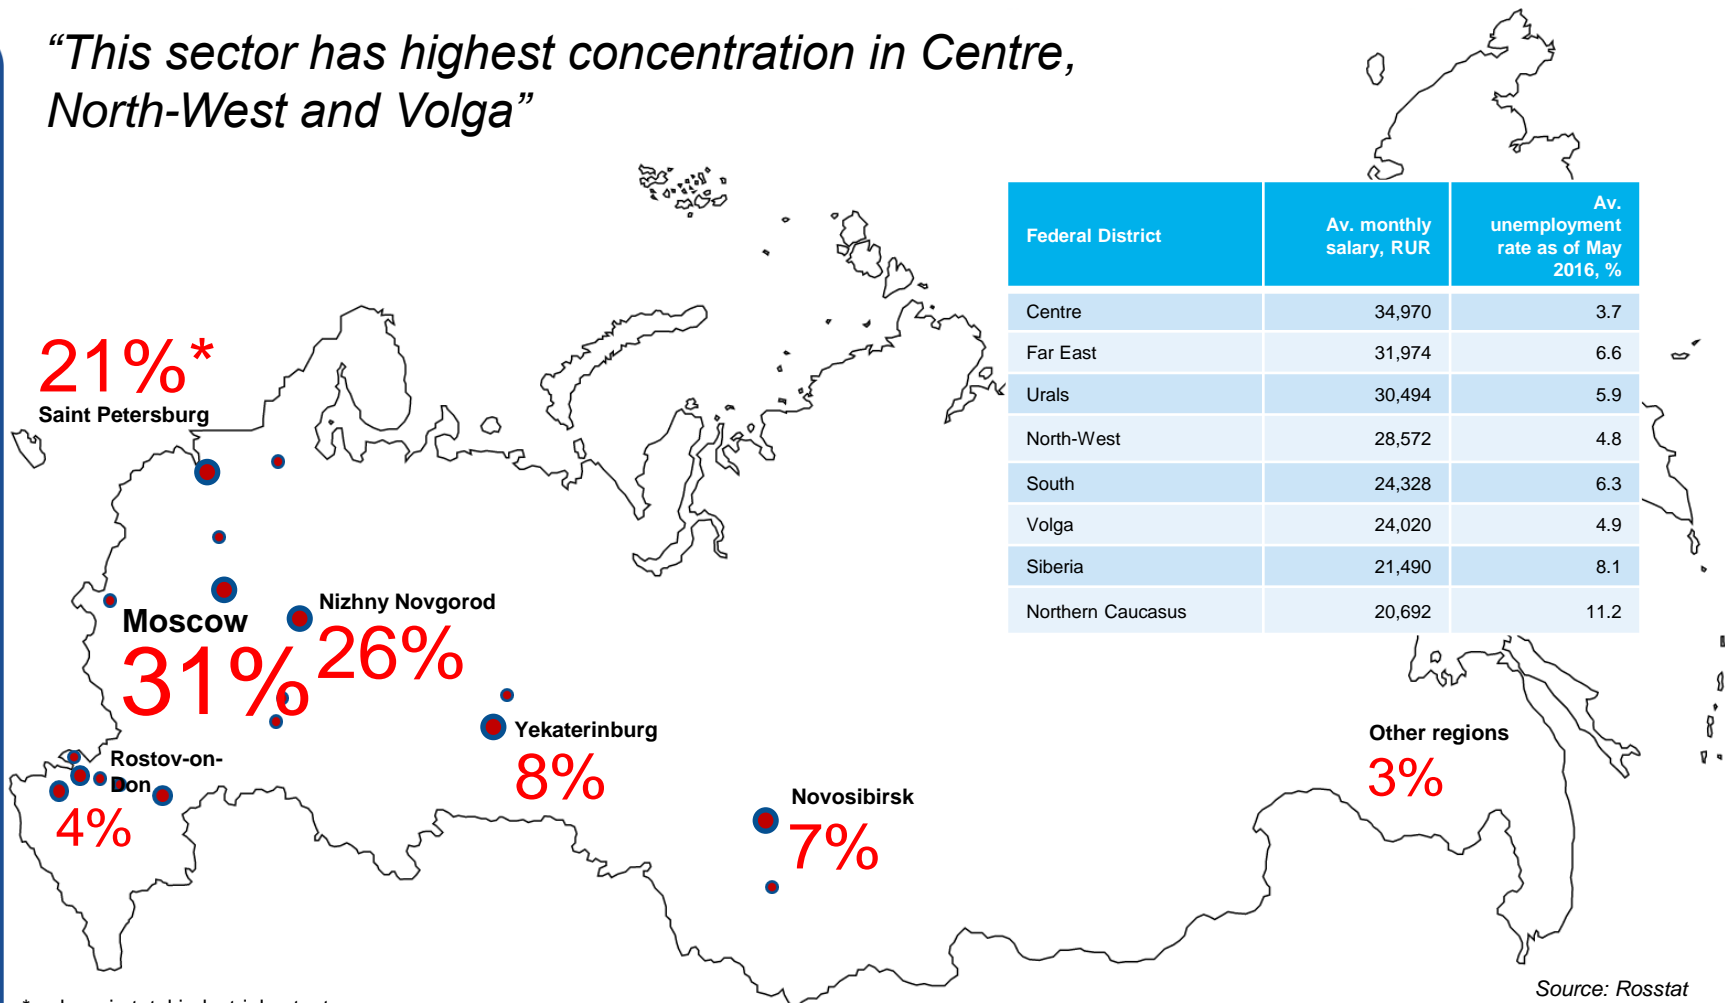 “This sector has highest concentration in Centre,
North-West and Volga”
Federal District
Av. monthly
salary, RUR
Av.
unemployment
rate as of May
2016, %
Centre 34,970 3.7
Far East 31,974 6.6
Urals 30,494 5.9
North-West 28,572 4.8
South 24,328 6.3
Volga 24,020 4.9
Siberia 21,490 8.1
Northern Caucasus 20,692 11.2
21%*
Saint Petersburg
Moscow
31%
Nizhny Novgorod
26%
Yekaterinburg
8%
Rostov-on-
Don
4%
Novosibirsk
7%
Other regions
3%
Source: Rosstat